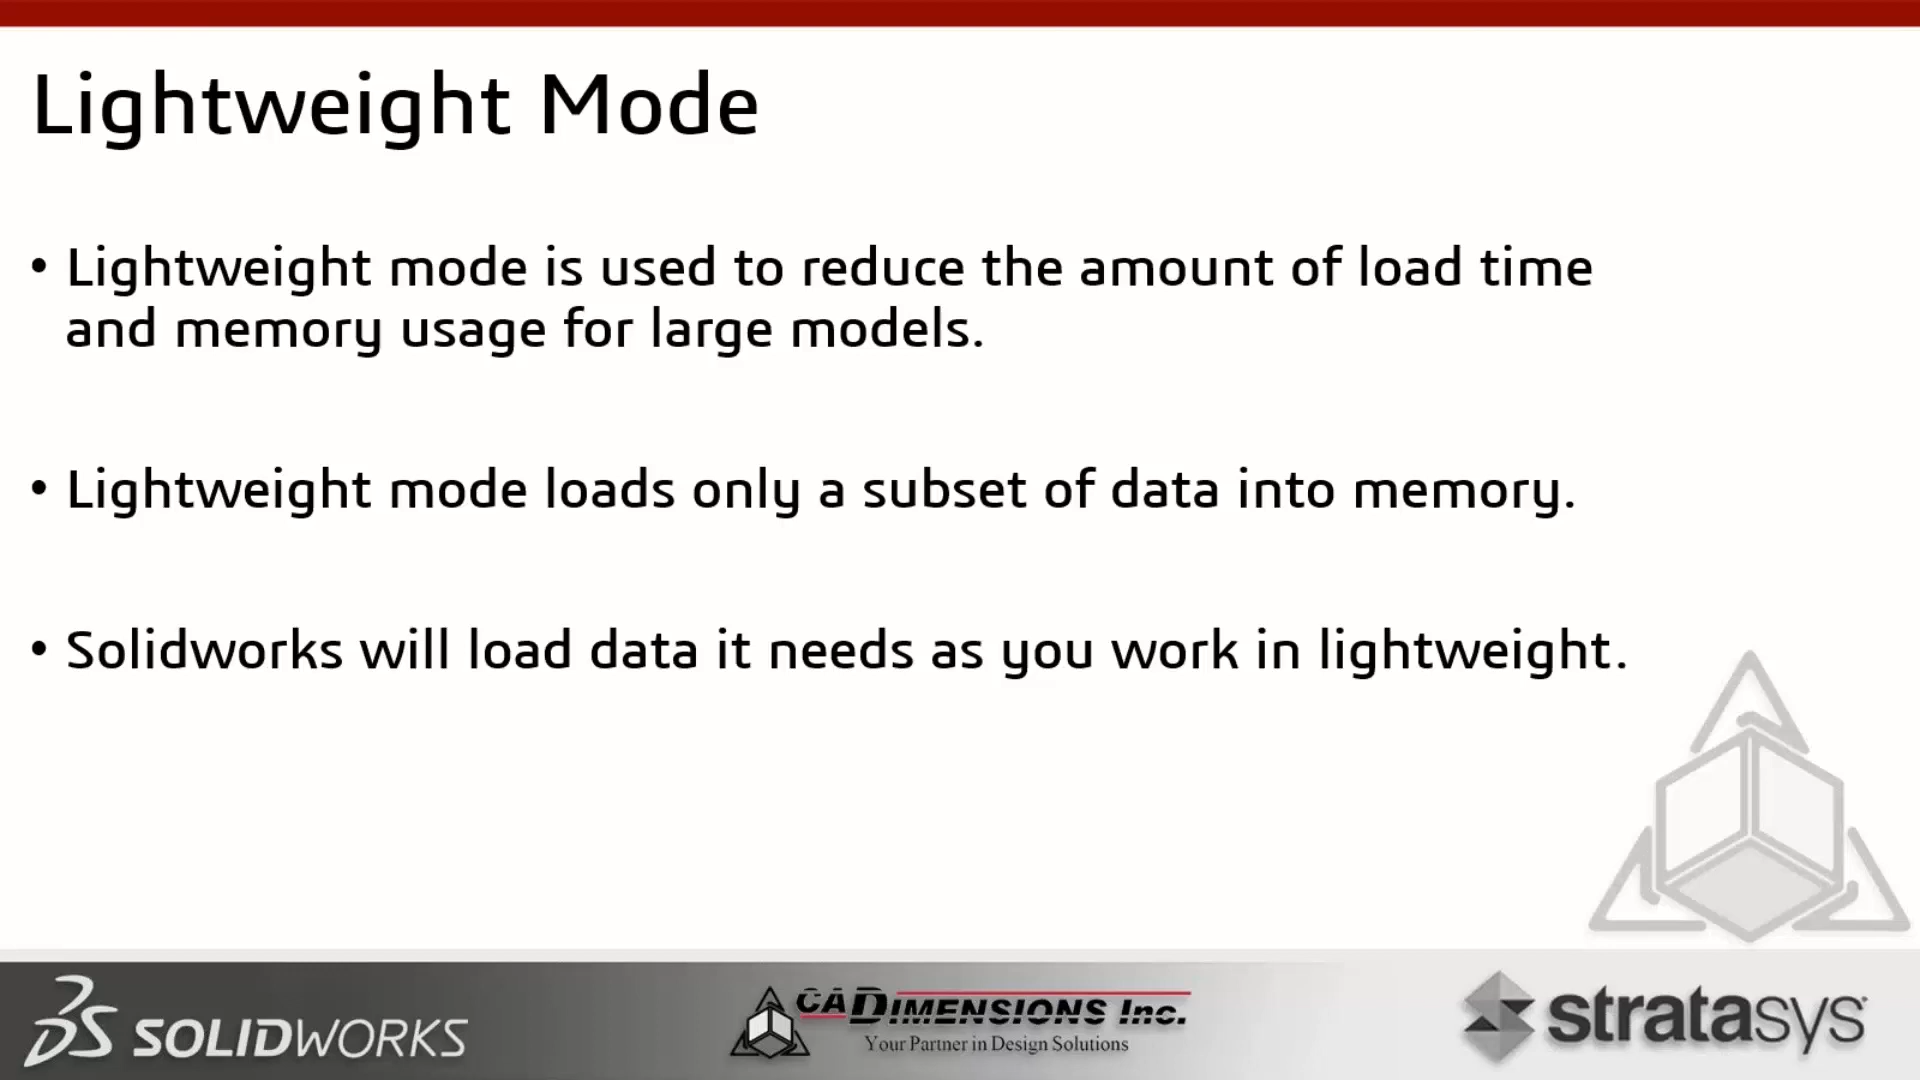 Lightweight Mode
• Lightweight mode is used to reduce the amount of load time
and memory usage for large models.
• Lightweight mode loads only a subset of data into memory.
• Solidworks will load data it needs as you work in lightweight.
SOLIDWORKS
CADIMENSIONS Inc.
Your Partner in Design Solutions
stratasys